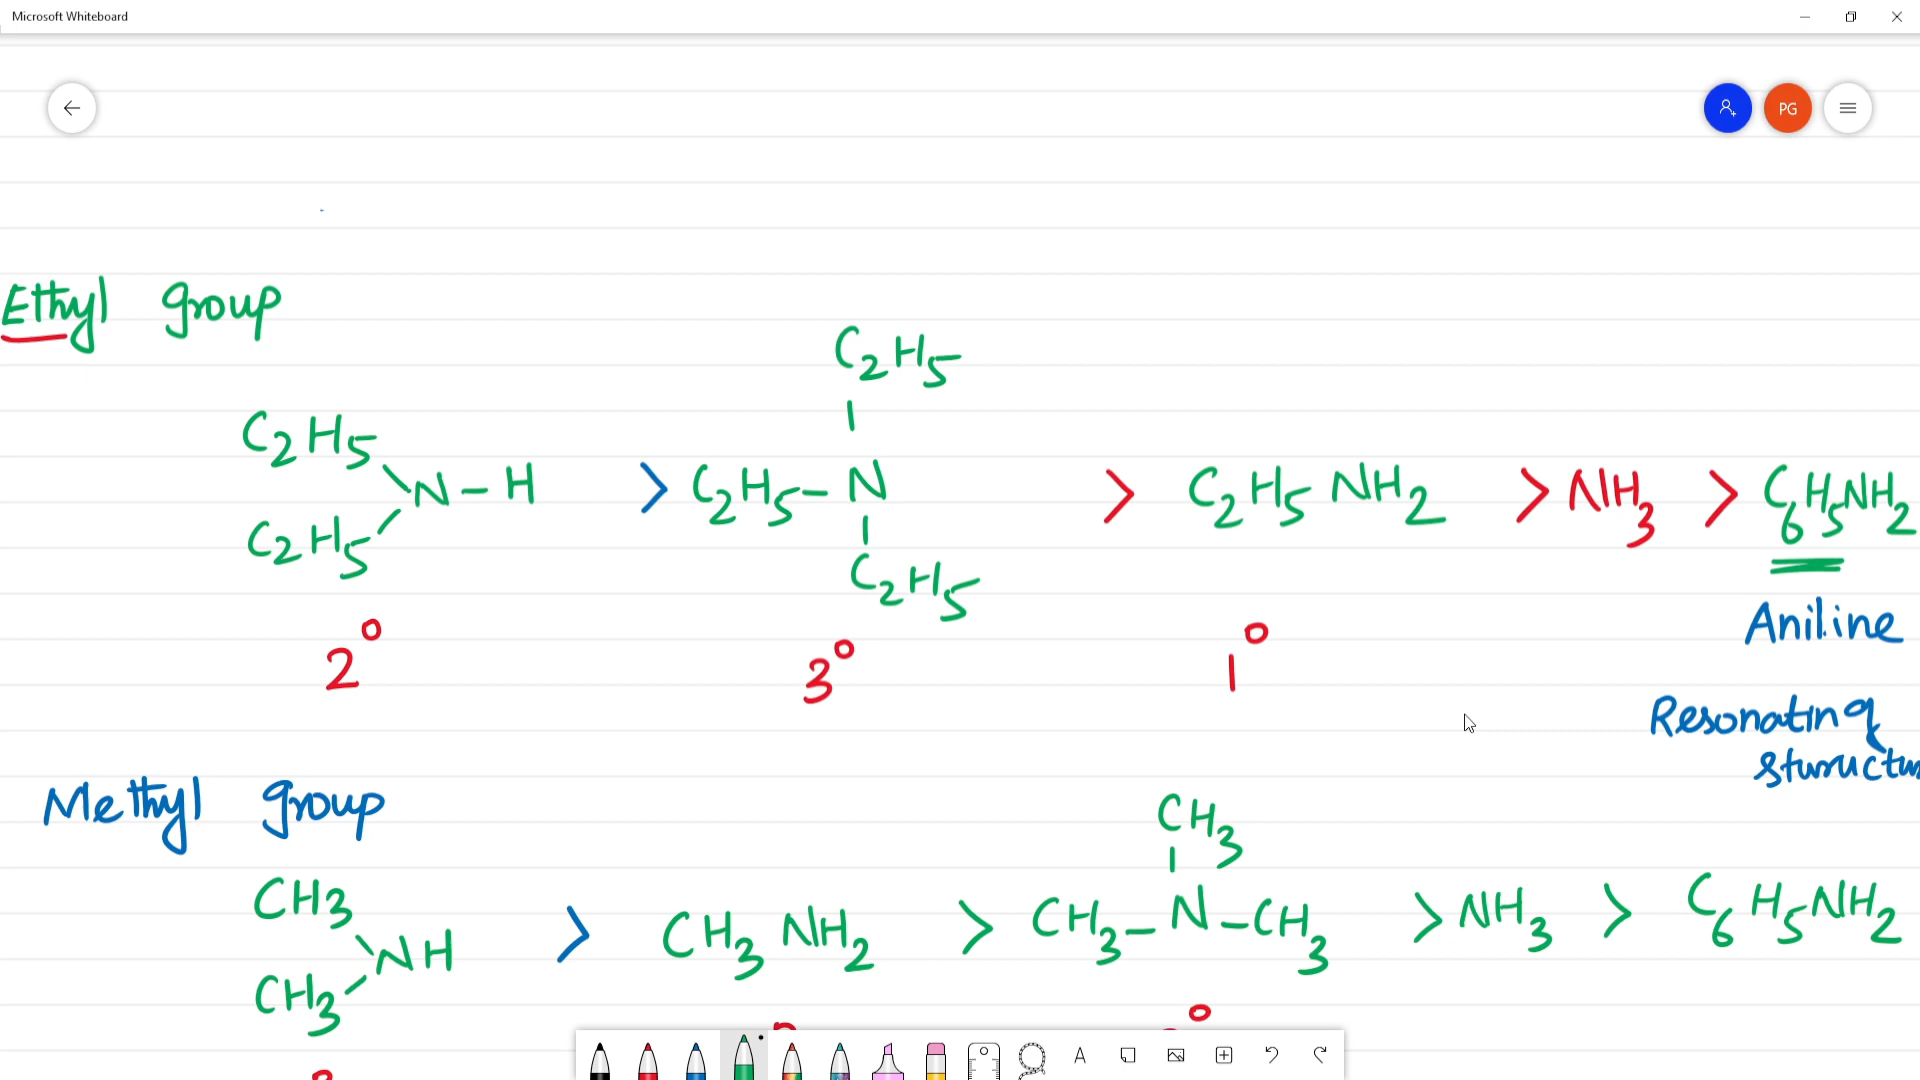 Microsoft Whiteboard
PG
Ethyl group
C2H5
C2H5
N-H
>
C2H5
|
C2H5-N
|
C2H5
>
C2H5NH2
>
NH3
>
C6H5NH2
2°
3°
1°
Aniline
Resonating
Methyl group
CH3
CH3
NH
>
CH3NH2
>
CH3
|
CH3-N-CH3
>
NH3
>
C6H5NH2
A